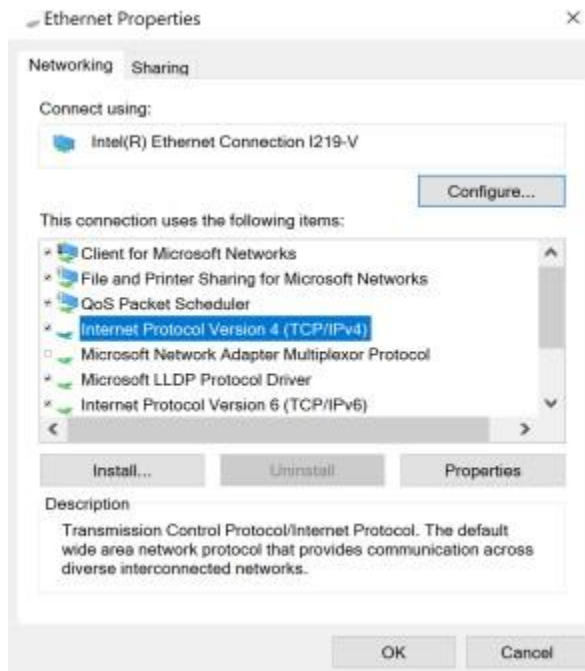 Ethernet Properties
Networking Sharing
Connect using:
Intel(R) Ethernet Connection I219-V
Configure...
This connection uses the following items:
Client for Microsoft Networks
File and Printer Sharing for Microsoft Networks
QoS Packet Scheduler
Internet Protocol Version 4 (TCP/IPv4)
Microsoft Network Adapter Multiplexor Protocol
Microsoft LLDP Protocol Driver
Internet Protocol Version 6 (TCP/IPv6)
Install... Uninstall Properties
Description
Transmission Control Protocol/Internet Protocol. The default
wide area network protocol that provides communication across
diverse interconnected networks.
OK Cancel